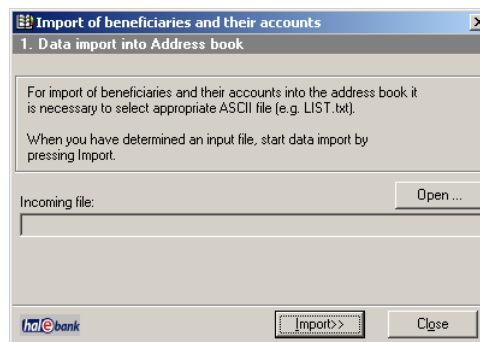 Import of beneficiaries and their accounts
1. Data import into Address book
For import of beneficiaries and their accounts into the address book it
is necessary to select appropriate ASCII file (e.g. LIST.txt).
When you have determined an input file, start data import by
pressing Import.
Open ...
Incoming file:
hal e bank
Import>>
Close